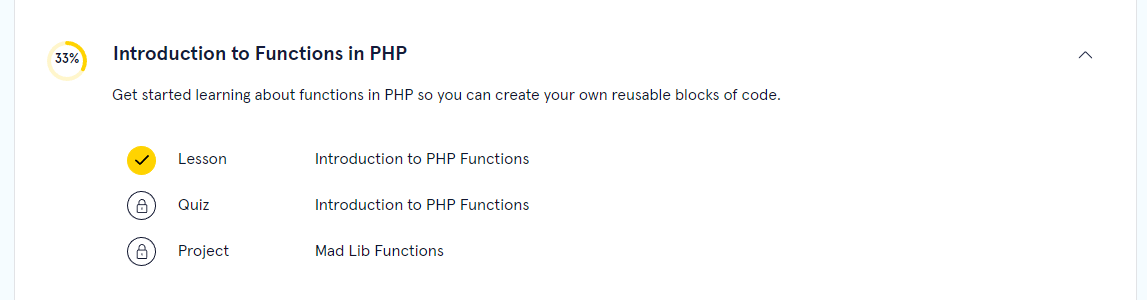 33%
Introduction to Functions in PHP
Get started learning about functions in PHP so you can create your own reusable blocks of code.
Lesson Introduction to PHP Functions
Quiz Introduction to PHP Functions
Project Mad Lib Functions